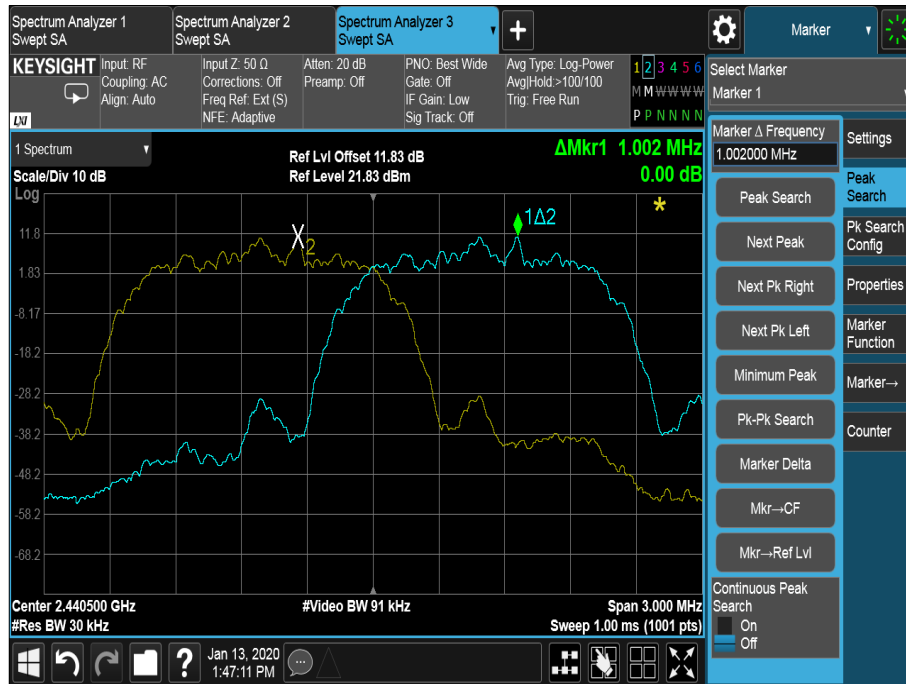 Spectrum Analyzer 1
Swept SA
Spectrum Analyzer 2
Swept SA
Spectrum Analyzer 3
Swept SA
Marker
KEYSIGHT
LXI
Input: RF
Coupling: AC
Align: Auto
Input Z: 50 Ω
Corrections: Off
Freq Ref: Ext (S)
NFE: Adaptive
Atten: 20 dB
Preamp: Off
PNO: Best Wide
Gate: Off
IF Gain: Low
Sig Track: Off
Avg Type: Log-Power
Avg|Hold:>100/100
Trig: Free Run
1 2 3 4 5 6
M M W W W W
P P N N N N
Select Marker
Marker 1
1 Spectrum
Scale/Div 10 dB
Log
Ref Lvl Offset 11.83 dB
Ref Level 21.83 dBm
ΔMkr1 1.002 MHz
0.00 dB
*
X
2
1Δ2
11.8
1.83
-8.17
-18.2
-28.2
-38.2
-48.2
-58.2
-68.2
Center 2.440500 GHz
#Res BW 30 kHz
#Video BW 91 kHz
Span 3.000 MHz
Sweep 1.00 ms (1001 pts)
Marker Δ Frequency
1.002000 MHz
Peak Search
Next Peak
Next Pk Right
Next Pk Left
Minimum Peak
Pk-Pk Search
Marker Delta
Mkr→CF
Mkr→Ref Lvl
Continuous Peak
Search
On
Off
Settings
Peak
Search
Pk Search
Config
Properties
Marker
Function
Marker→
Counter
?
Jan 13, 2020
1:47:11 PM